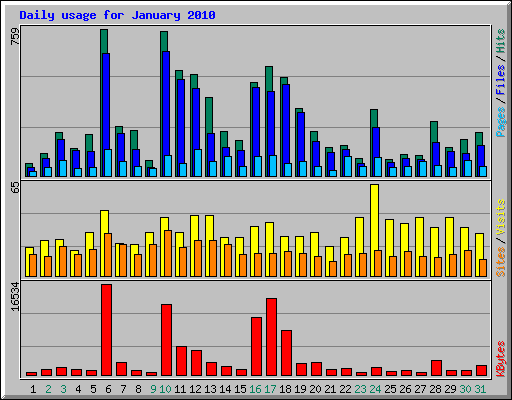 Daily usage for January 2010
759
Pages / Files / Hits
65
Sites / Visits
16534
KBytes
1 2 3 4 5 6 7 8 9 10 11 12 13 14 15 16 17 18 19 20 21 22 23 24 25 26 27 28 29 30 31